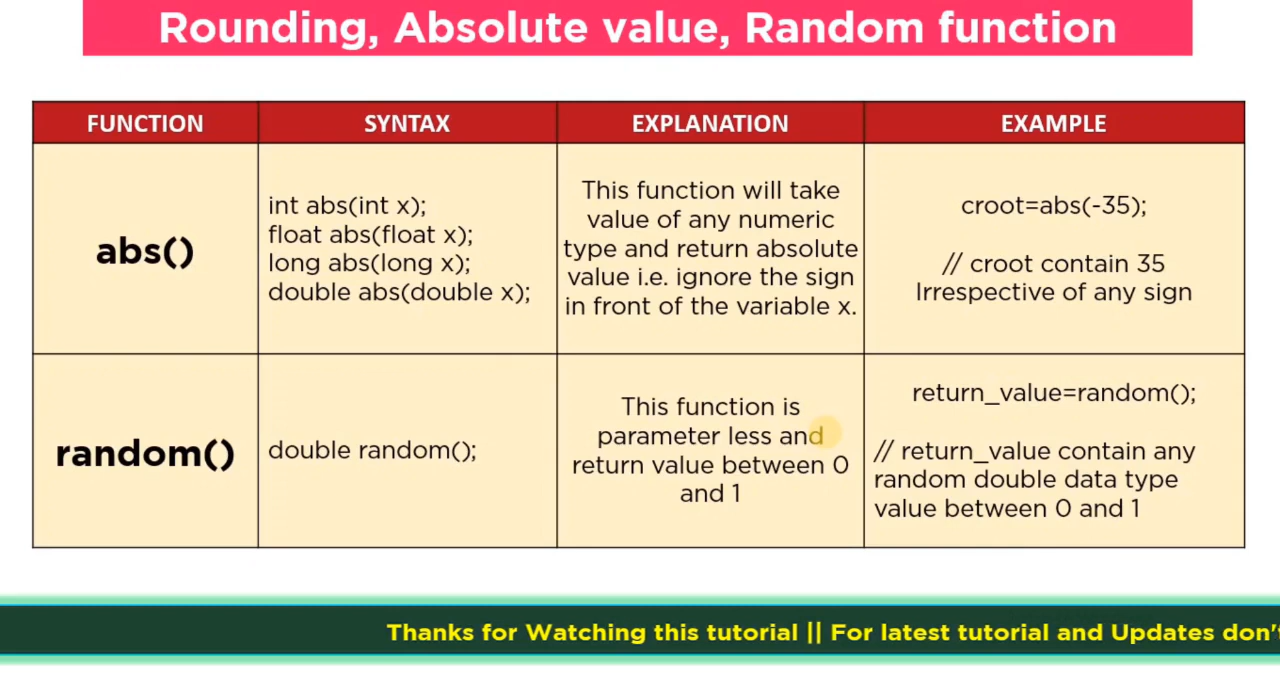 Rounding, Absolute value, Random function
FUNCTION
SYNTAX
EXPLANATION
EXAMPLE
abs()
int abs(int x);
float abs(float x);
long abs(long x);
double abs(double x);
This function will take
value of any numeric
type and return absolute
value i.e. ignore the sign
in front of the variable x.
croot=abs(-35);
// croot contain 35
Irrespective of any sign
random()
double random();
This function is
parameter less and
return value between 0
and 1
return_value=random();
// return_value contain any
random double data type
value between 0 and 1
Thanks for Watching this tutorial || For latest tutorial and Updates don'